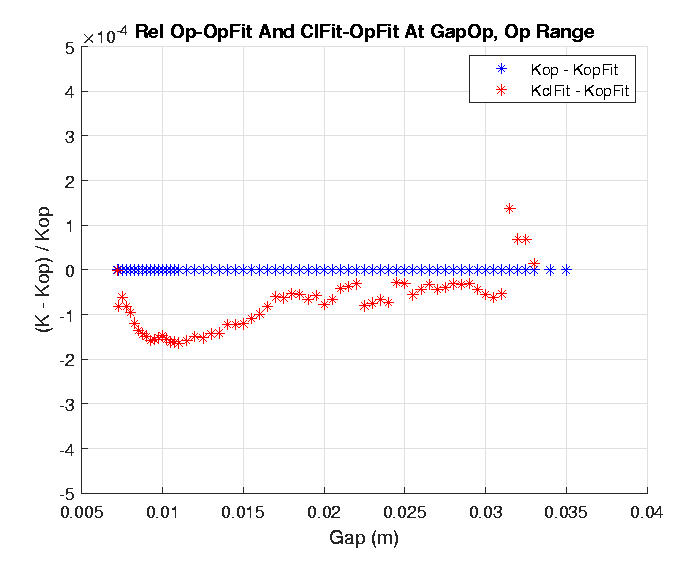 ×10⁻⁴ Rel Op-OpFit And ClFit-OpFit At GapOp, Op Range
Kop - KopFit
KclFit - KopFit
5
4
3
2
1
0
-1
-2
-3
-4
-5
(K - Kop) / Kop
0.005 0.01 0.015 0.02 0.025 0.03 0.035 0.04
Gap (m)